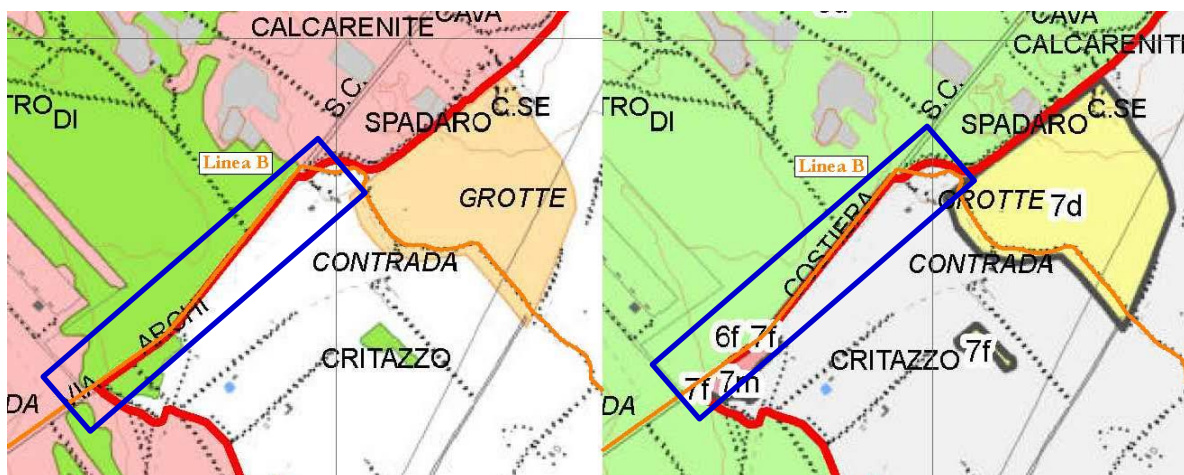 CALCARENITE
CAVA
S.C.
TRO
DI
SPADARO
C.SE
Linea B
GROTTE
CONTRADA
ARCHI
CRITAZZO
VIA
DA
CAVA
CALCARENITE
S.C.
TRO
DI
SPADARO
C.SE
Linea B
GROTTE
7d
COSTIERA
CONTRADA
6f
7f
CRITAZZO
7f
7f
7m
DA